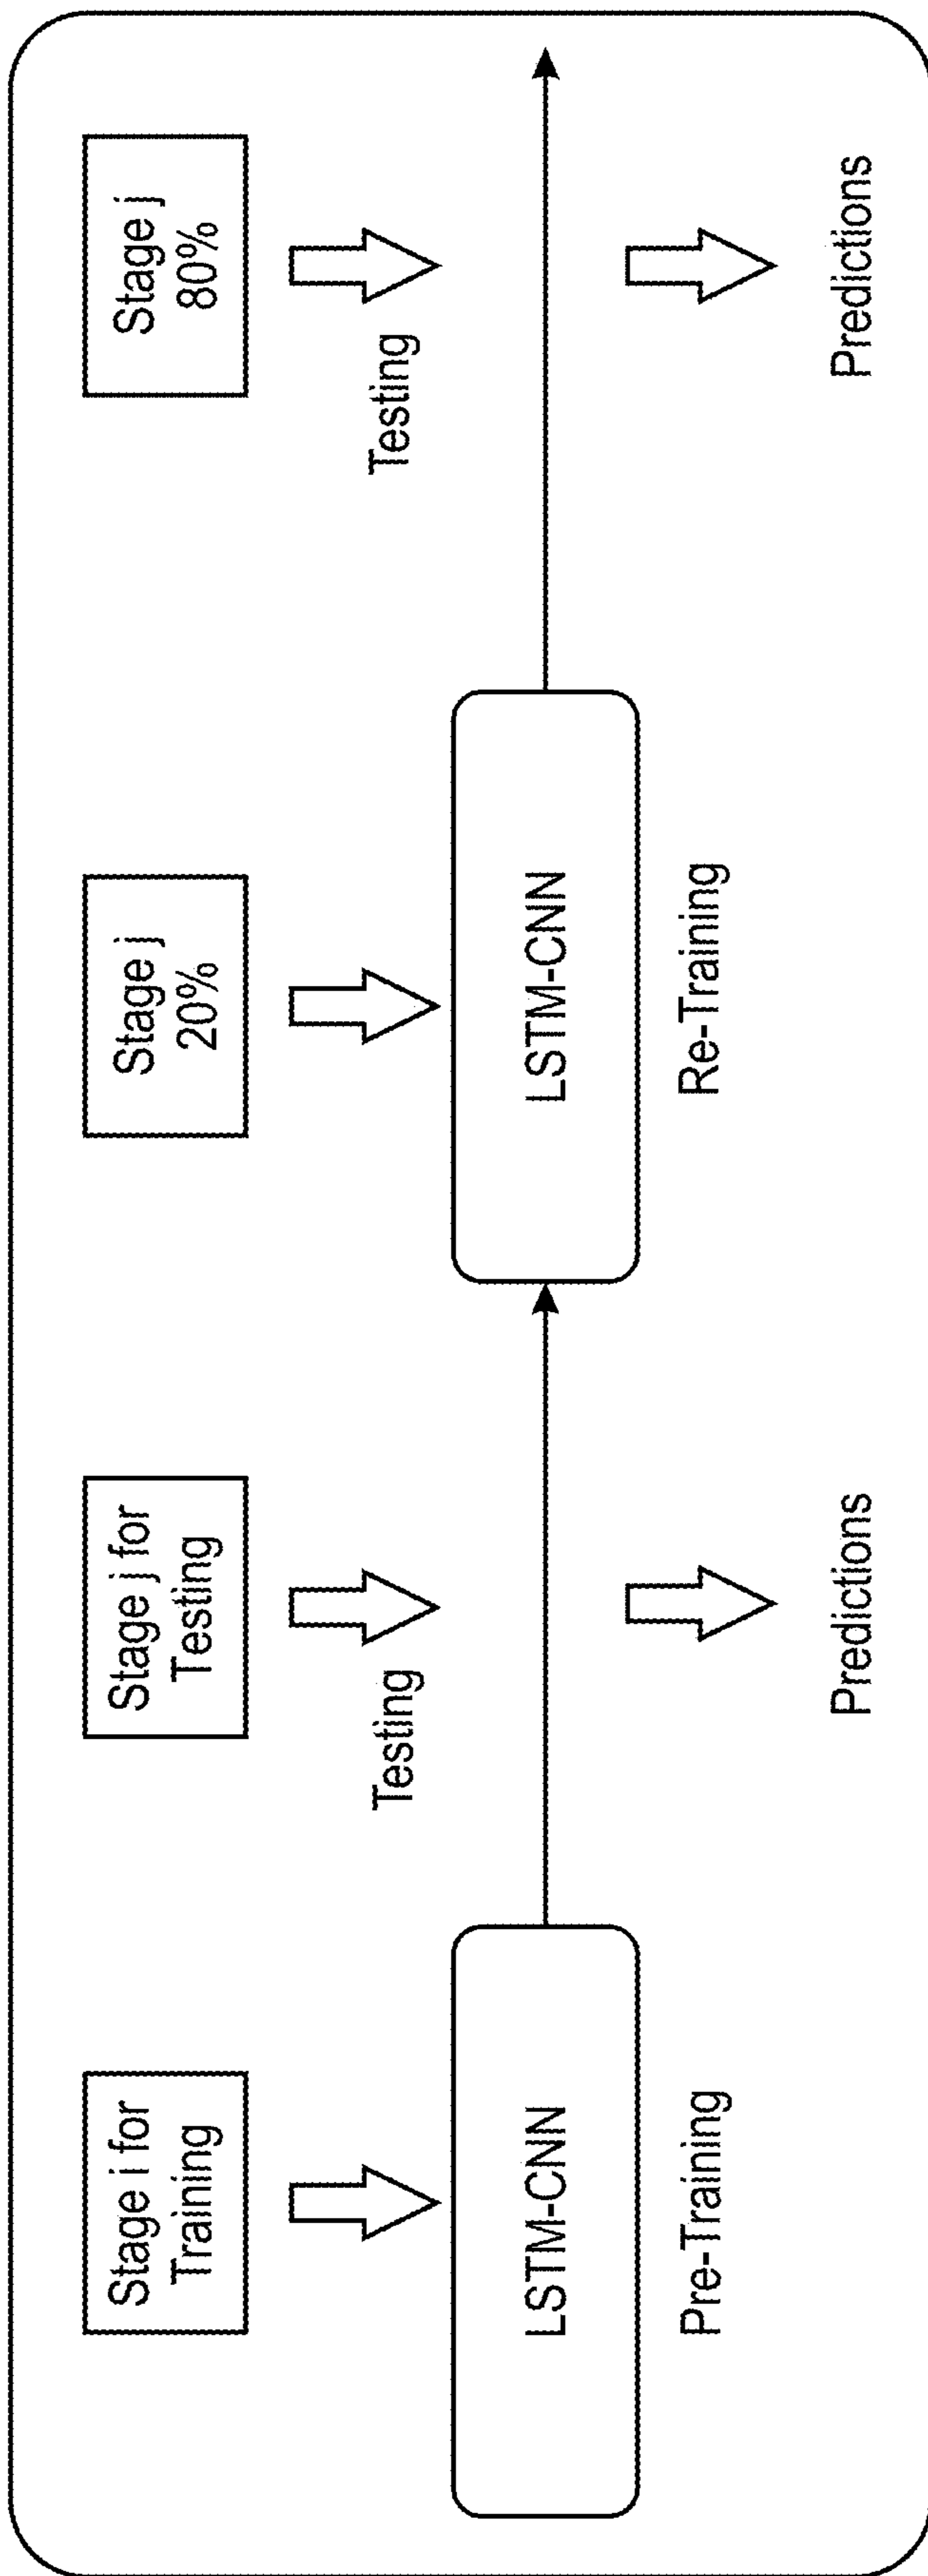 Stage i for
Training
Stage j for
Testing
Stage j
20%
Stage j
80%
Testing
Testing
LSTM-CNN
LSTM-CNN
Pre-Training
Re-Training
Predictions
Predictions